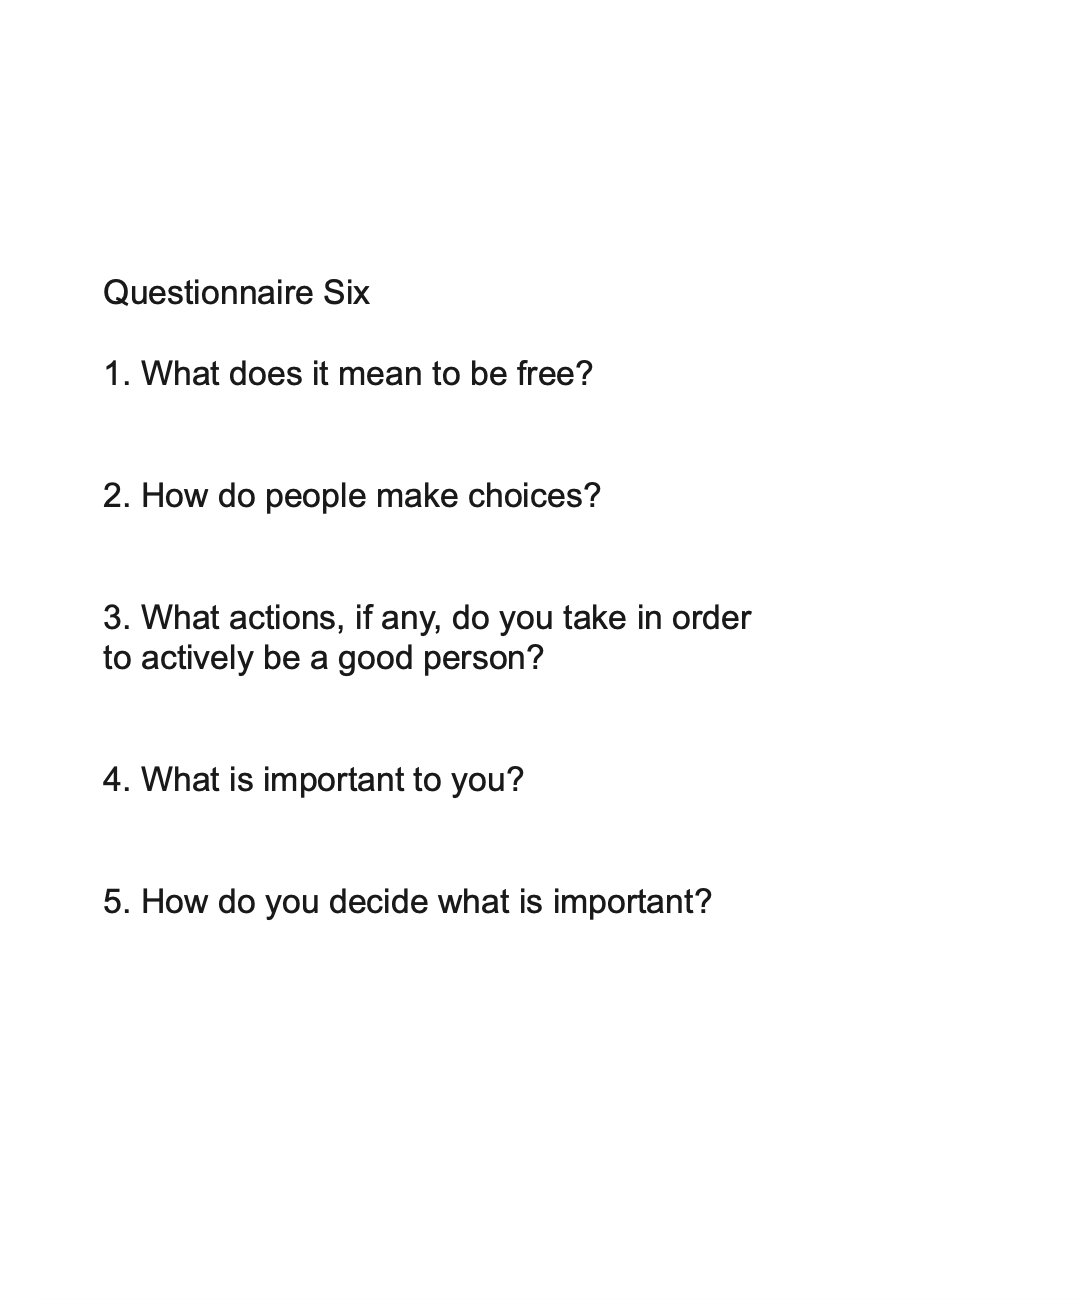 Questionnaire Six
1. What does it mean to be free?
2. How do people make choices?
3. What actions, if any, do you take in order
to actively be a good person?
4. What is important to you?
5. How do you decide what is important?